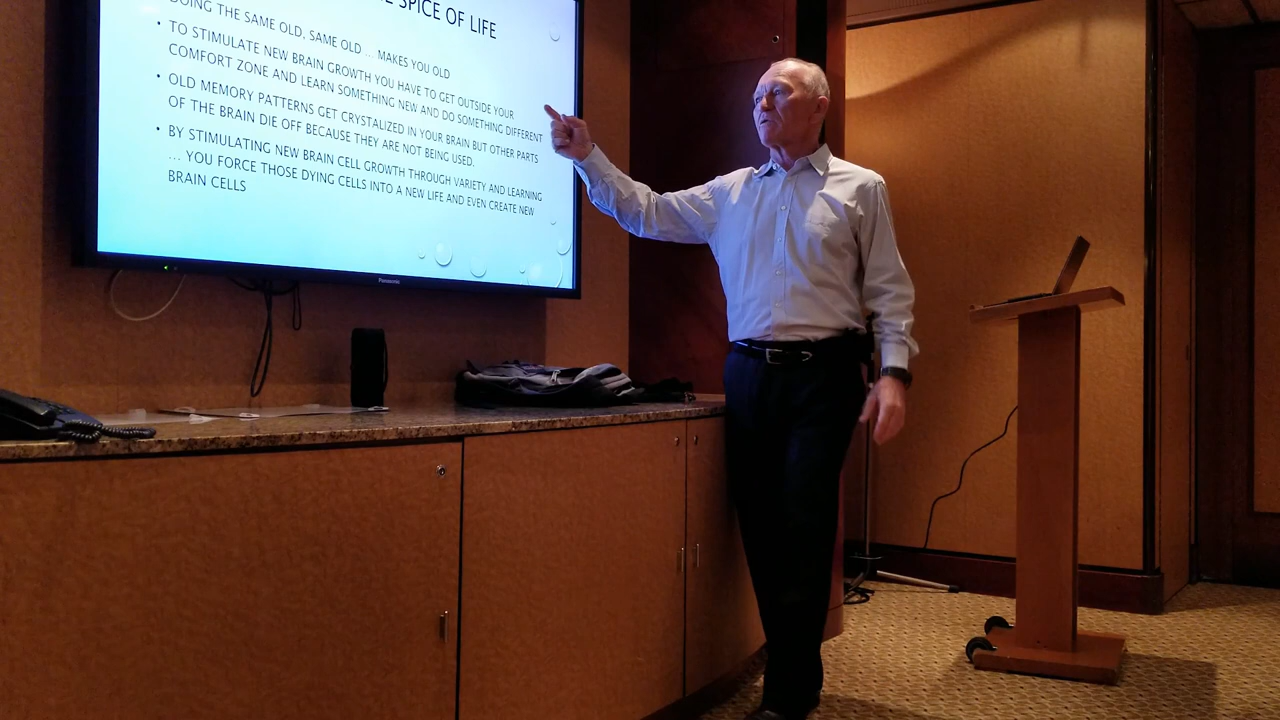 SPICE OF LIFE
DOING THE SAME OLD, SAME OLD ... MAKES YOU OLD
• TO STIMULATE NEW BRAIN GROWTH YOU HAVE TO GET OUTSIDE YOUR
COMFORT ZONE AND LEARN SOMETHING NEW AND DO SOMETHING DIFFERENT
• OLD MEMORY PATTERNS GET CRYSTALIZED IN YOUR BRAIN BUT OTHER PARTS
OF THE BRAIN DIE OFF BECAUSE THEY ARE NOT BEING USED.
• BY STIMULATING NEW BRAIN CELL GROWTH THROUGH VARIETY AND LEARNING
... YOU FORCE THOSE DYING CELLS INTO A NEW LIFE AND EVEN CREATE NEW
BRAIN CELLS
Panasonic